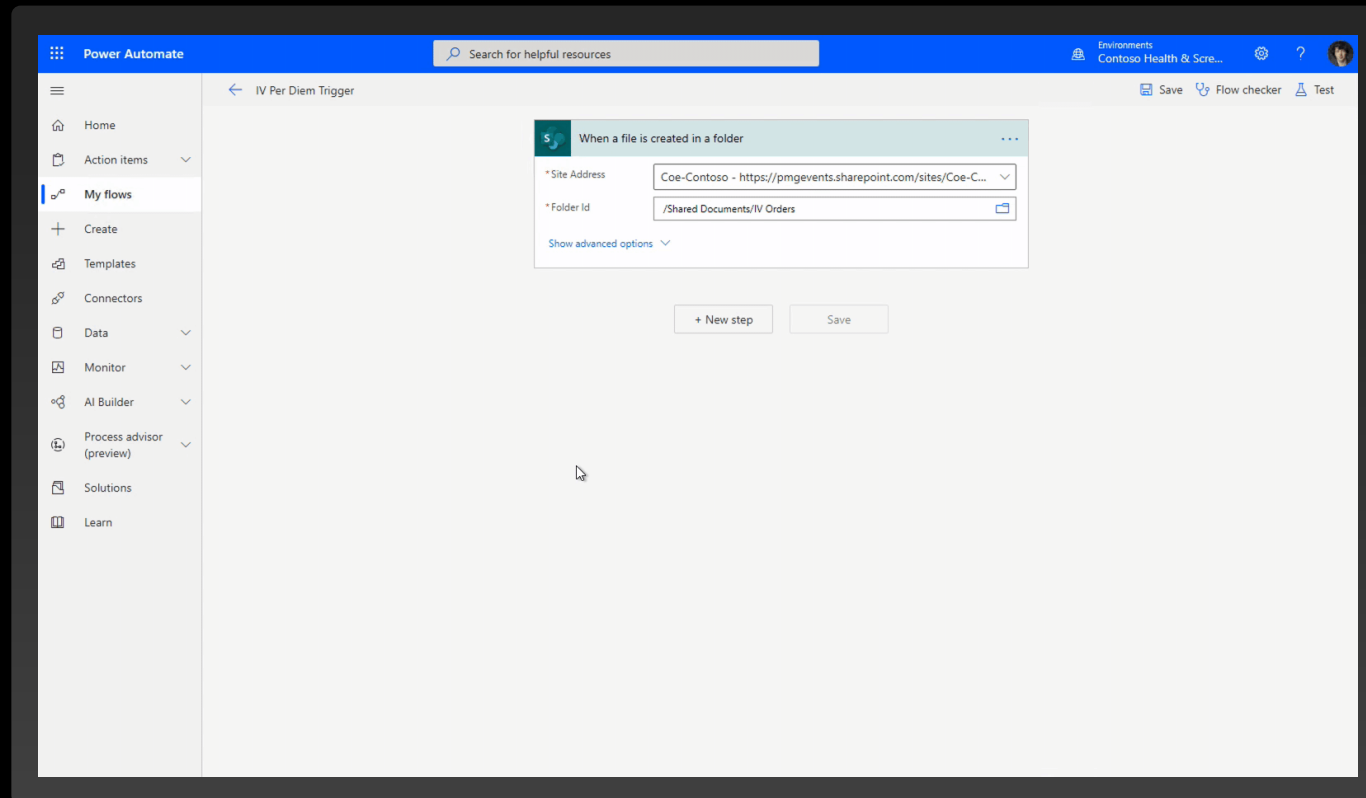 Power Automate
Search for helpful resources
Environments
Contoso Health & Scre...
?
IV Per Diem Trigger
Save
Flow checker
Test
Home
Action items
My flows
Create
Templates
Connectors
Data
Monitor
AI Builder
Process advisor
(preview)
Solutions
Learn
S
When a file is created in a folder
...
* Site Address
Coe-Contoso - https://pmgevents.sharepoint.com/sites/Coe-C...
* Folder Id
/Shared Documents/IV Orders
Show advanced options
+ New step
Save